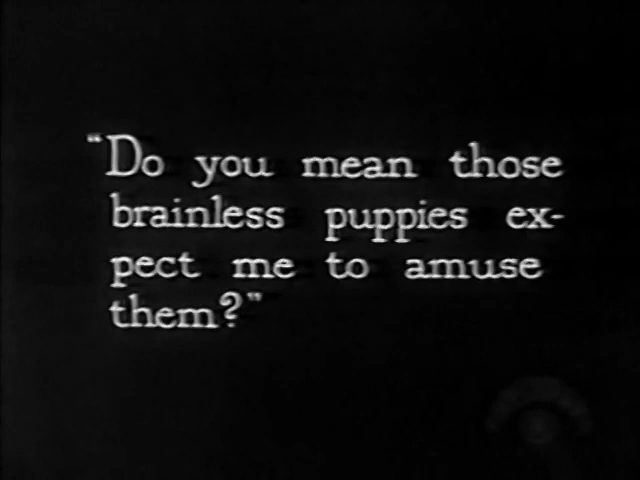 "Do you mean those
brainless puppies ex-
pect me to amuse
them?"